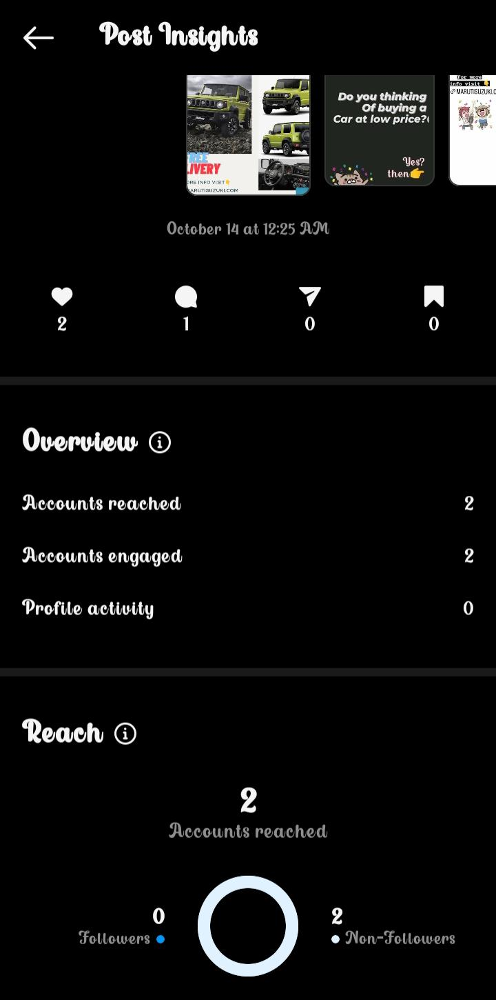 Post Insights
For more
info visit 👇
MARUTISUZUKI.C
Do you thinking
Of buying a
Car at low price?
Yes?
then👉
REE
LIVERY
ORE INFO VISIT👇
MARUTISUZUKI.COM
October 14 at 12:25 AM
2 1 0 0
Overview
Accounts reached 2
Accounts engaged 2
Profile activity 0
Reach
2
Accounts reached
0 2
Followers Non-Followers